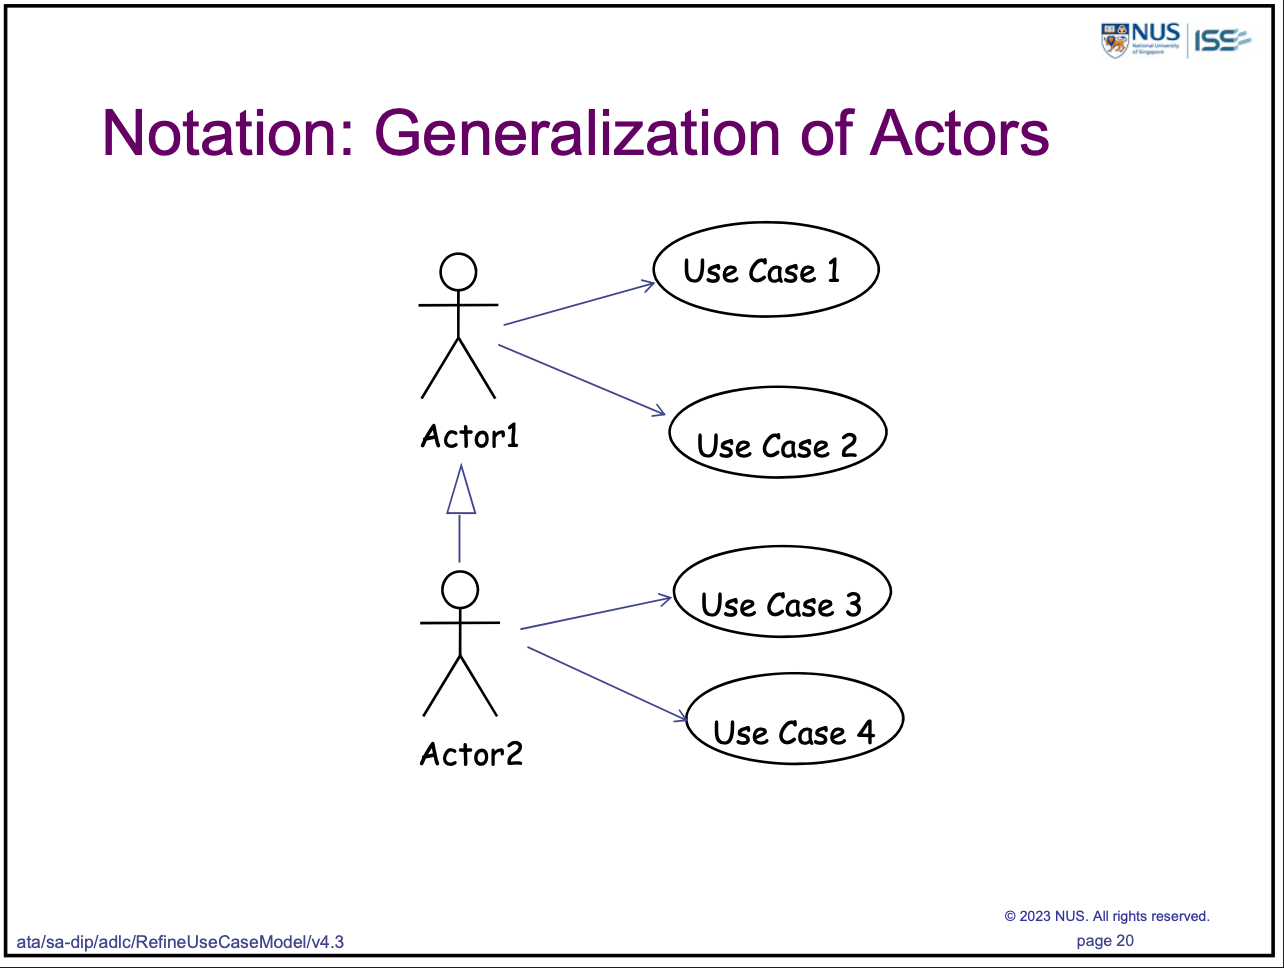 NUS
National University
of Singapore
ISS
Notation: Generalization of Actors
Use Case 1
Actor1
Use Case 2
Use Case 3
Use Case 4
Actor2
© 2023 NUS. All rights reserved.
ata/sa-dip/adlc/RefineUseCaseModel/v4.3
page 20